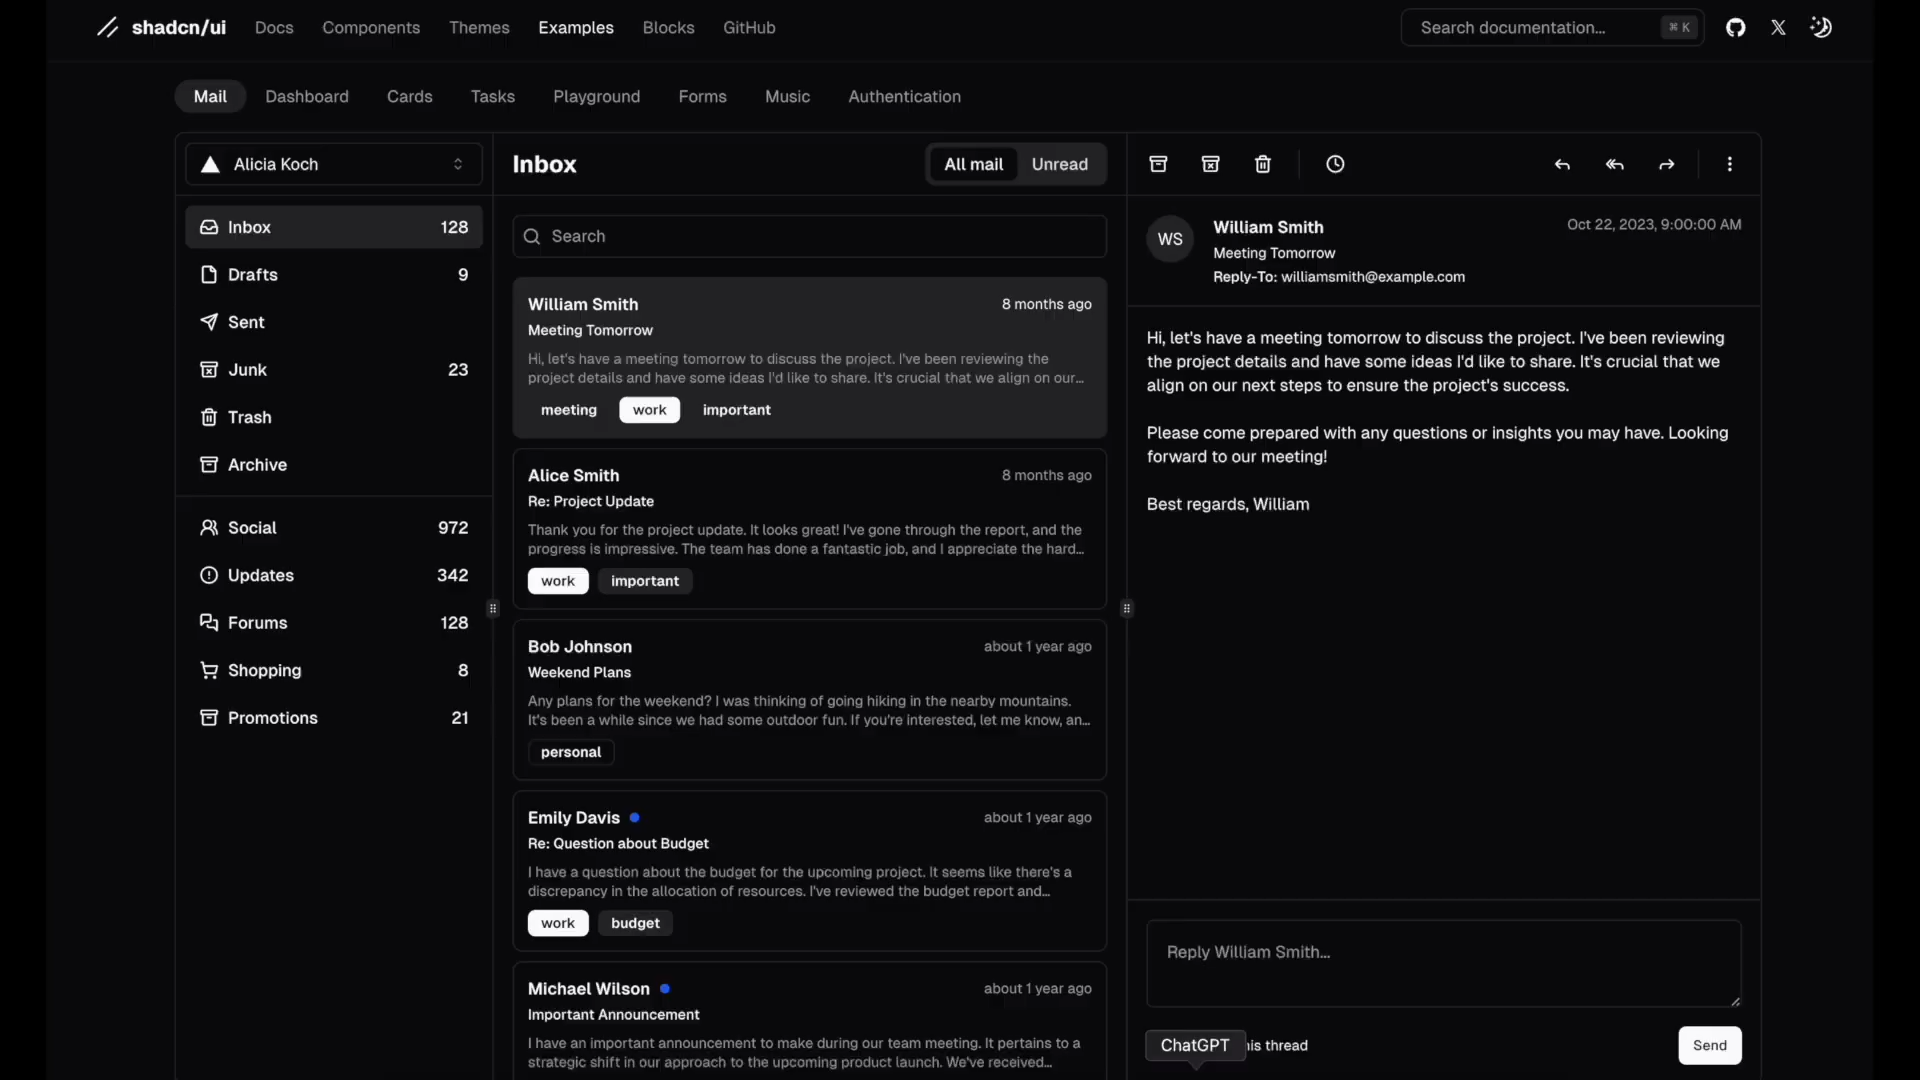 shadcn/ui Docs Components Themes Examples Blocks GitHub Search documentation... ⌘ K
Mail Dashboard Cards Tasks Playground Forms Music Authentication
Alicia Koch
Inbox 128
Drafts 9
Sent
Junk 23
Trash
Archive
Social 972
Updates 342
Forums 128
Shopping 8
Promotions 21
Inbox All mail Unread
Search
William Smith 8 months ago
Meeting Tomorrow
Hi, let's have a meeting tomorrow to discuss the project. I've been reviewing the
project details and have some ideas I'd like to share. It's crucial that we align on our...
meeting work important
Alice Smith 8 months ago
Re: Project Update
Thank you for the project update. It looks great! I've gone through the report, and the
progress is impressive. The team has done a fantastic job, and I appreciate the hard...
work important
Bob Johnson about 1 year ago
Weekend Plans
Any plans for the weekend? I was thinking of going hiking in the nearby mountains.
It's been a while since we had some outdoor fun. If you're interested, let me know, an...
personal
Emily Davis about 1 year ago
Re: Question about Budget
I have a question about the budget for the upcoming project. It seems like there's a
discrepancy in the allocation of resources. I've reviewed the budget report and...
work budget
Michael Wilson about 1 year ago
Important Announcement
I have an important announcement to make during our team meeting. It pertains to a
strategic shift in our approach to the upcoming product launch. We've received...
WS
William Smith Oct 22, 2023, 9:00:00 AM
Meeting Tomorrow
Reply-To: williamsmith@example.com
Hi, let's have a meeting tomorrow to discuss the project. I've been reviewing
the project details and have some ideas I'd like to share. It's crucial that we
align on our next steps to ensure the project's success.
Please come prepared with any questions or insights you may have. Looking
forward to our meeting!
Best regards, William
Reply William Smith...
ChatGPT thread Send